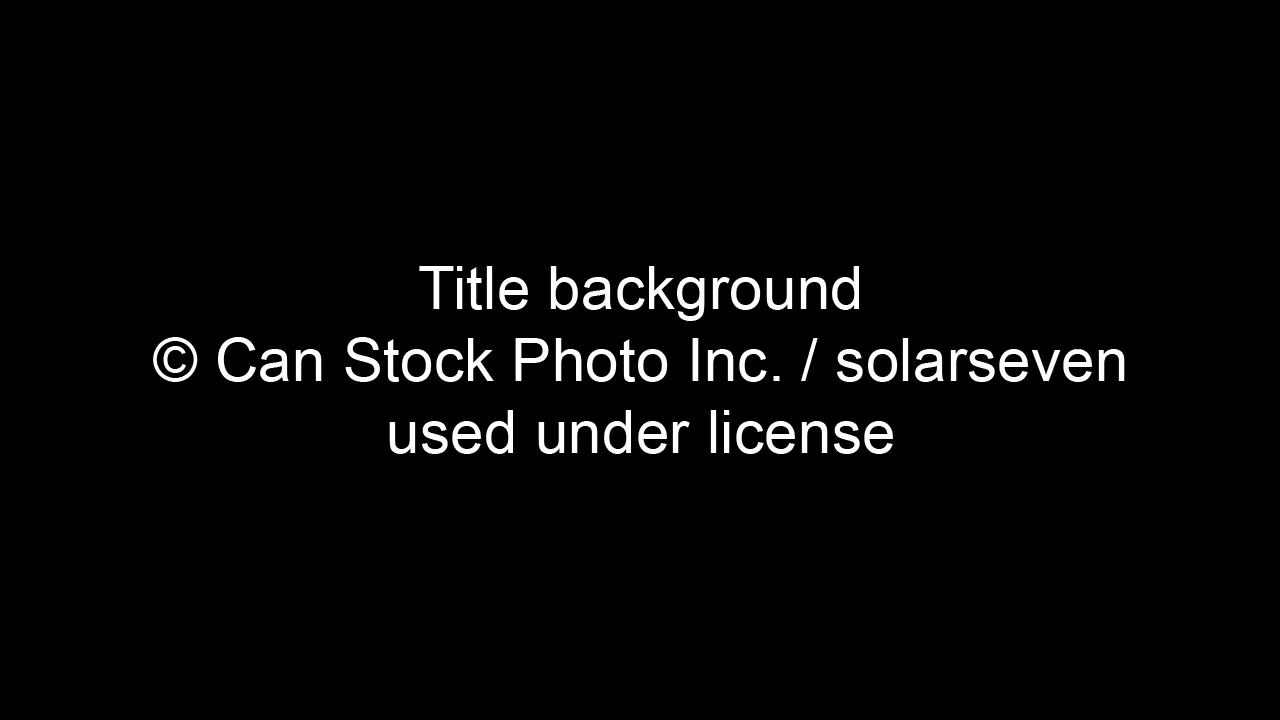 Title background
© Can Stock Photo Inc. / solarseven
used under license